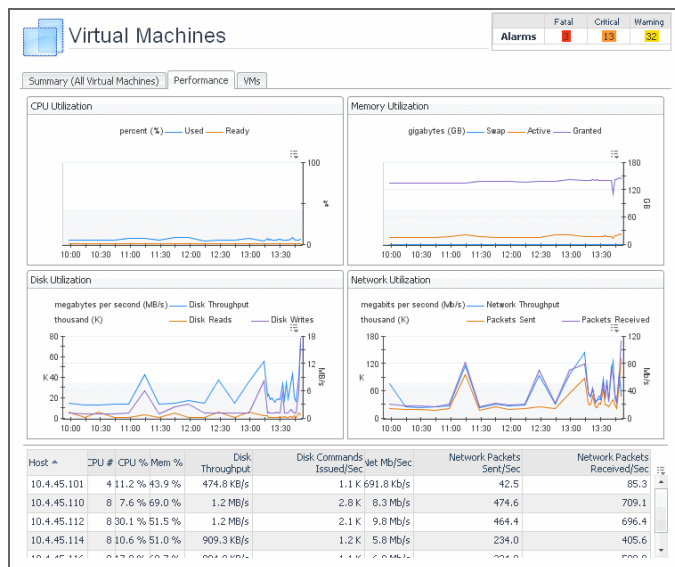 Virtual Machines
Fatal Critical Warning
Alarms 3 13 32
Summary (All Virtual Machines) Performance VMs
CPU Utilization
percent (%) Used Ready
100
%
0
10:00 10:30 11:00 11:30 12:00 12:30 13:00 13:30
Memory Utilization
gigabytes (GB) Swap Active Granted
180
120
60
0
GB
10:00 10:30 11:00 11:30 12:00 12:30 13:00 13:30
Disk Utilization
megabytes per second (MB/s) Disk Throughput
thousand (K) Disk Reads Disk Writes
80 18
60 12
K 40 MB/s
20 6
0 0
10:00 10:30 11:00 11:30 12:00 12:30 13:00 13:30
Network Utilization
megabits per second (Mb/s) Network Throughput
thousand (K) Packets Sent Packets Received
180 120
120 80
K Mb/s
60 40
0 0
10:00 10:30 11:00 11:30 12:00 12:30 13:00 13:30
Host CPU # CPU % Mem % Disk Throughput Disk Commands Issued/Sec Net Mb/Sec Network Packets Sent/Sec Network Packets Received/Sec
10.4.45.101 4 11.2 % 43.9 % 474.8 KB/s 1.1 K 691.8 Kb/s 42.5 85.3
10.4.45.110 8 7.6 % 69.0 % 1.2 MB/s 2.8 K 8.3 Mb/s 474.6 709.1
10.4.45.112 8 30.1 % 51.5 % 1.2 MB/s 2.1 K 9.8 Mb/s 464.4 696.4
10.4.45.114 8 10.6 % 51.0 % 909.3 KB/s 1.2 K 5.8 Mb/s 234.0 405.6